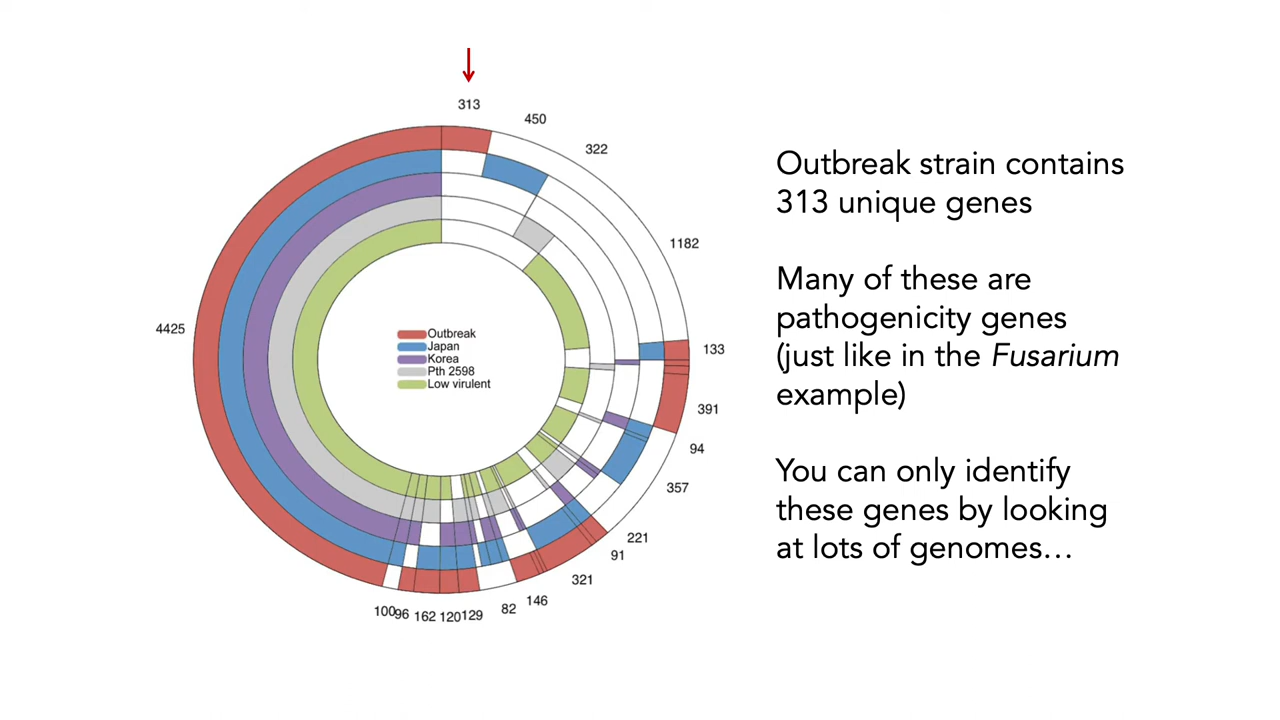 313
450
322
1182
133
391
94
357
221
91
321
146
82
129
120
162
96
100
4425
Outbreak
Japan
Korea
Pth 2598
Low virulent
Outbreak strain contains
313 unique genes
Many of these are
pathogenicity genes
(just like in the Fusarium
example)
You can only identify
these genes by looking
at lots of genomes…